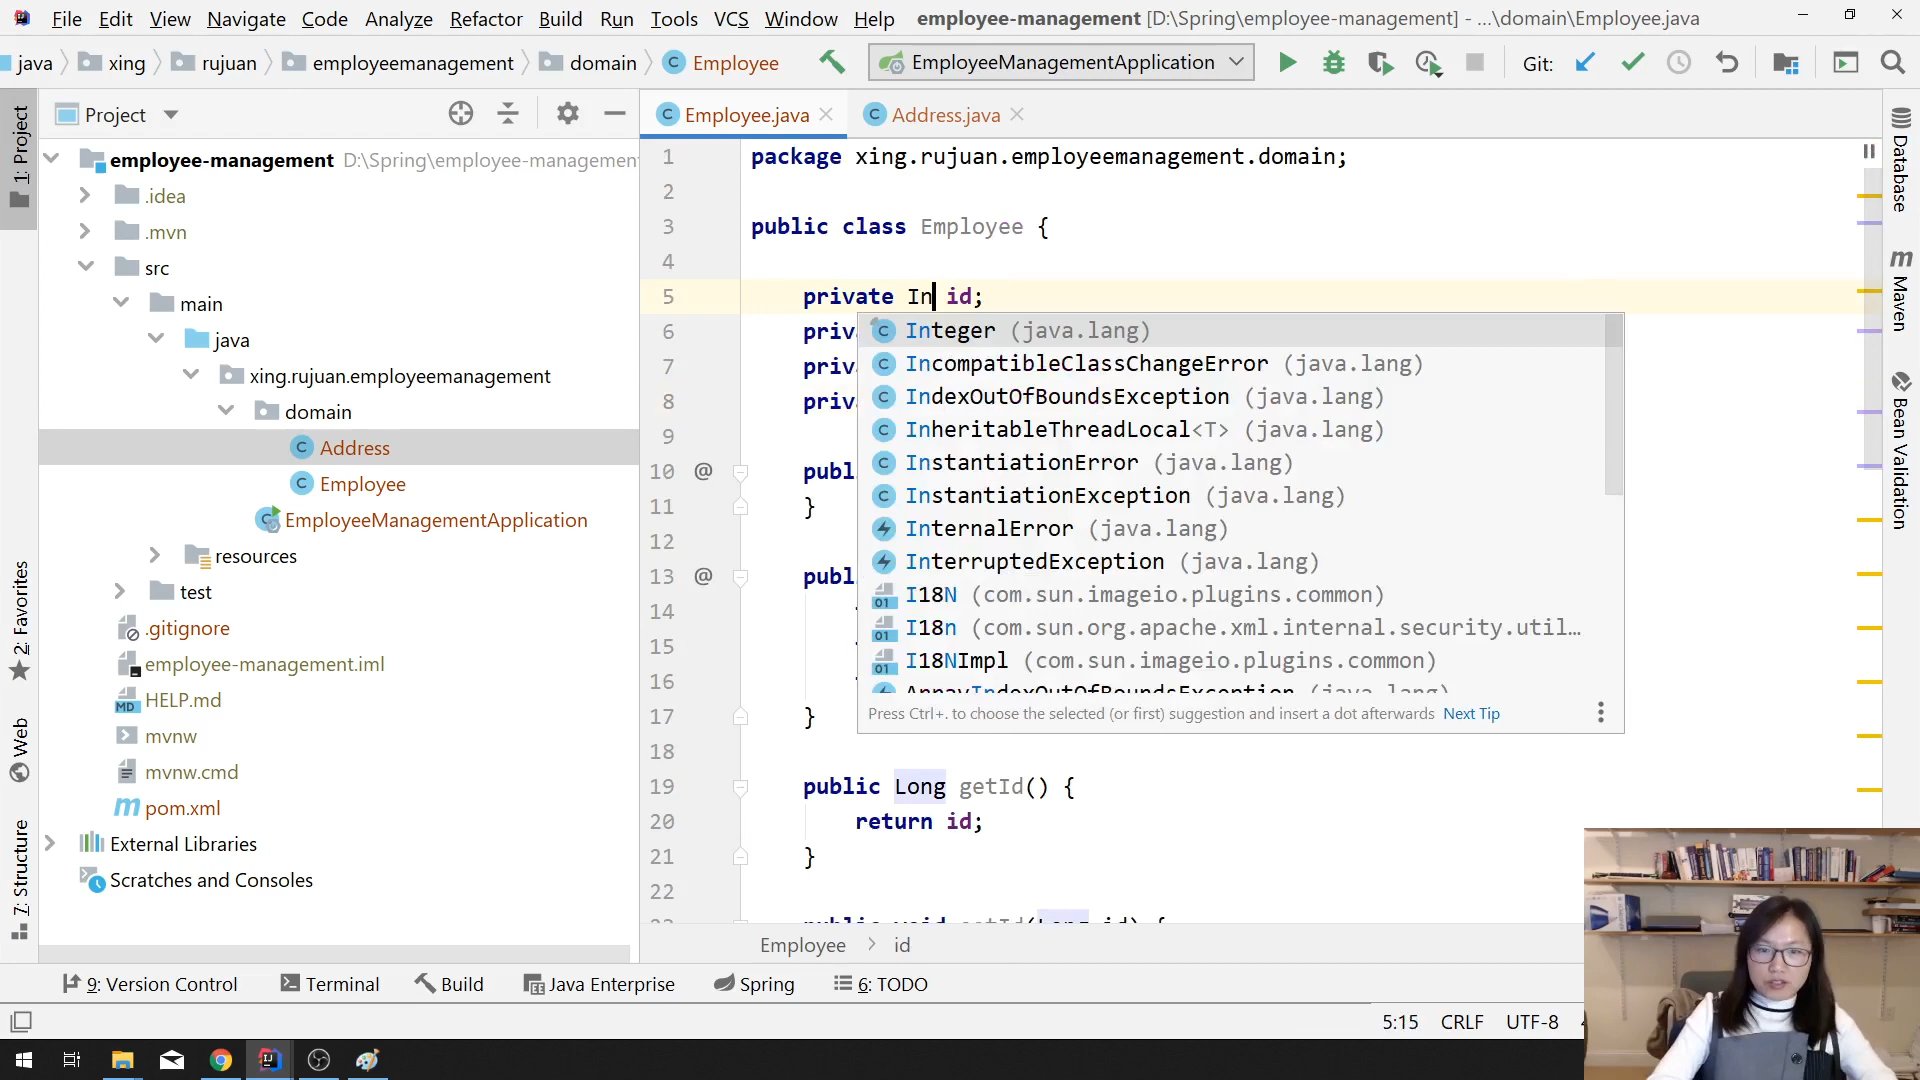 File Edit View Navigate Code Analyze Refactor Build Run Tools VCS Window Help employee-management [D:\Spring\employee-management] - ...\domain\Employee.java
java xing rujuan employeemanagement domain Employee EmployeeManagementApplication Git:
Project
Employee.java
Address.java
1: Project
2: Favorites
Web
7: Structure
employee-management D:\Spring\employee-management
.idea
.mvn
src
main
java
xing.rujuan.employeemanagement
domain
Address
Employee
EmployeeManagementApplication
resources
test
.gitignore
employee-management.iml
HELP.md
mvnw
mvnw.cmd
pom.xml
External Libraries
Scratches and Consoles
1 package xing.rujuan.employeemanagement.domain;
2
3 public class Employee {
4
5 private In id;
6 priv
7 priv
8 priv
9
10 @ publ
11 }
12
13 @ publ
14
15
16
17 }
18
19 public Long getId() {
20 return id;
21 }
22
Integer (java.lang)
IncompatibleClassChangeError (java.lang)
IndexOutOfBoundsException (java.lang)
InheritableThreadLocal<T> (java.lang)
InstantiationError (java.lang)
InstantiationException (java.lang)
InternalError (java.lang)
InterruptedException (java.lang)
I18N (com.sun.imageio.plugins.common)
I18n (com.sun.org.apache.xml.internal.security.util...
I18NImpl (com.sun.imageio.plugins.common)
ArrayIndexOutOfBoundsException (java.lang)
Press Ctrl+. to choose the selected (or first) suggestion and insert a dot afterwards Next Tip
Database
Maven
Bean Validation
Employee > id
9: Version Control Terminal Build Java Enterprise Spring 6: TODO
5:15 CRLF UTF-8